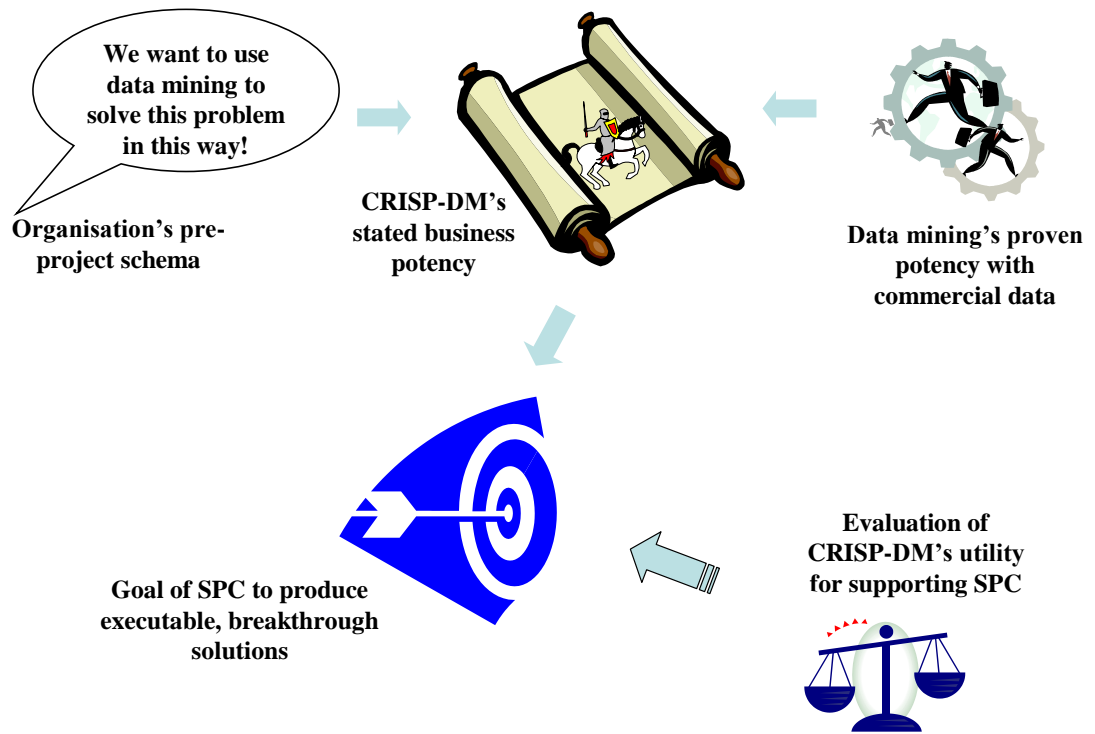 We want to use
data mining to
solve this problem
in this way!
Organisation's pre-
project schema
CRISP-DM's
stated business
potency
Data mining's proven
potency with
commercial data
Goal of SPC to produce
executable, breakthrough
solutions
Evaluation of
CRISP-DM's utility
for supporting SPC